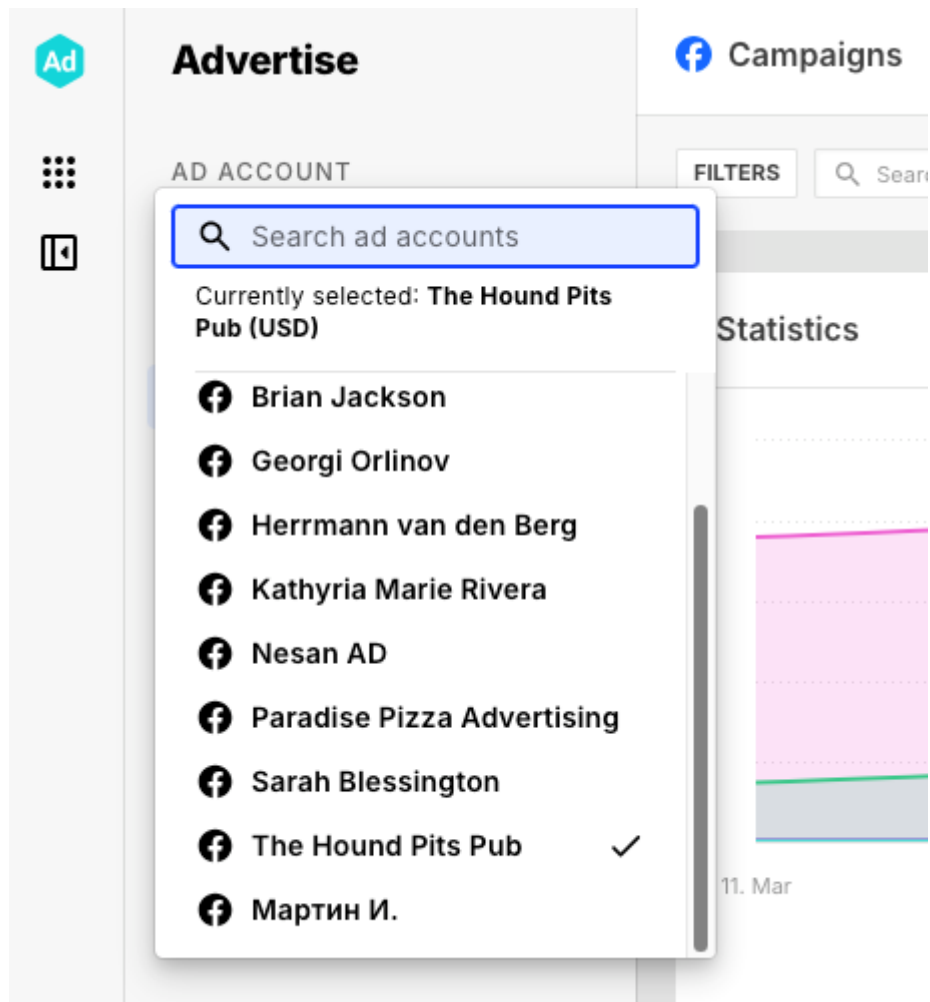 Ad
Advertise
Campaigns
AD ACCOUNT
FILTERS
Search ad accounts
Currently selected: The Hound Pits
Pub (USD)
Statistics
Brian Jackson
Georgi Orlinov
Herrmann van den Berg
Kathyria Marie Rivera
Nesan AD
Paradise Pizza Advertising
Sarah Blessington
The Hound Pits Pub
11. Mar
Мартин И.